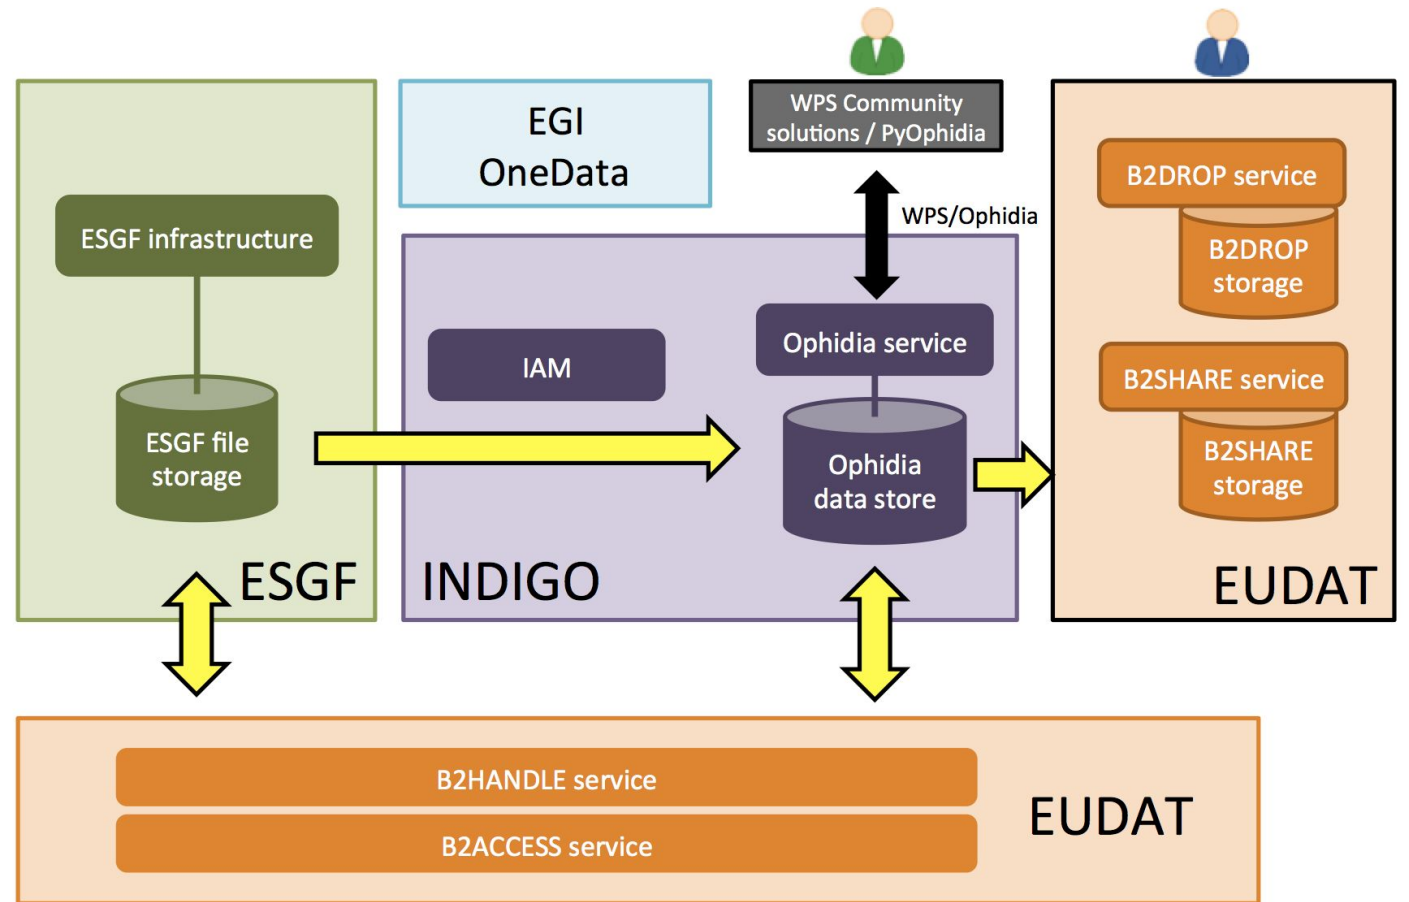 WPS Community
solutions / PyOphidia
EGI
OneData
WPS/Ophidia
ESGF infrastructure
ESGF file
storage
ESGF
IAM
Ophidia service
Ophidia
data store
INDIGO
B2DROP service
B2DROP
storage
B2SHARE service
B2SHARE
storage
EUDAT
B2HANDLE service
B2ACCESS service
EUDAT